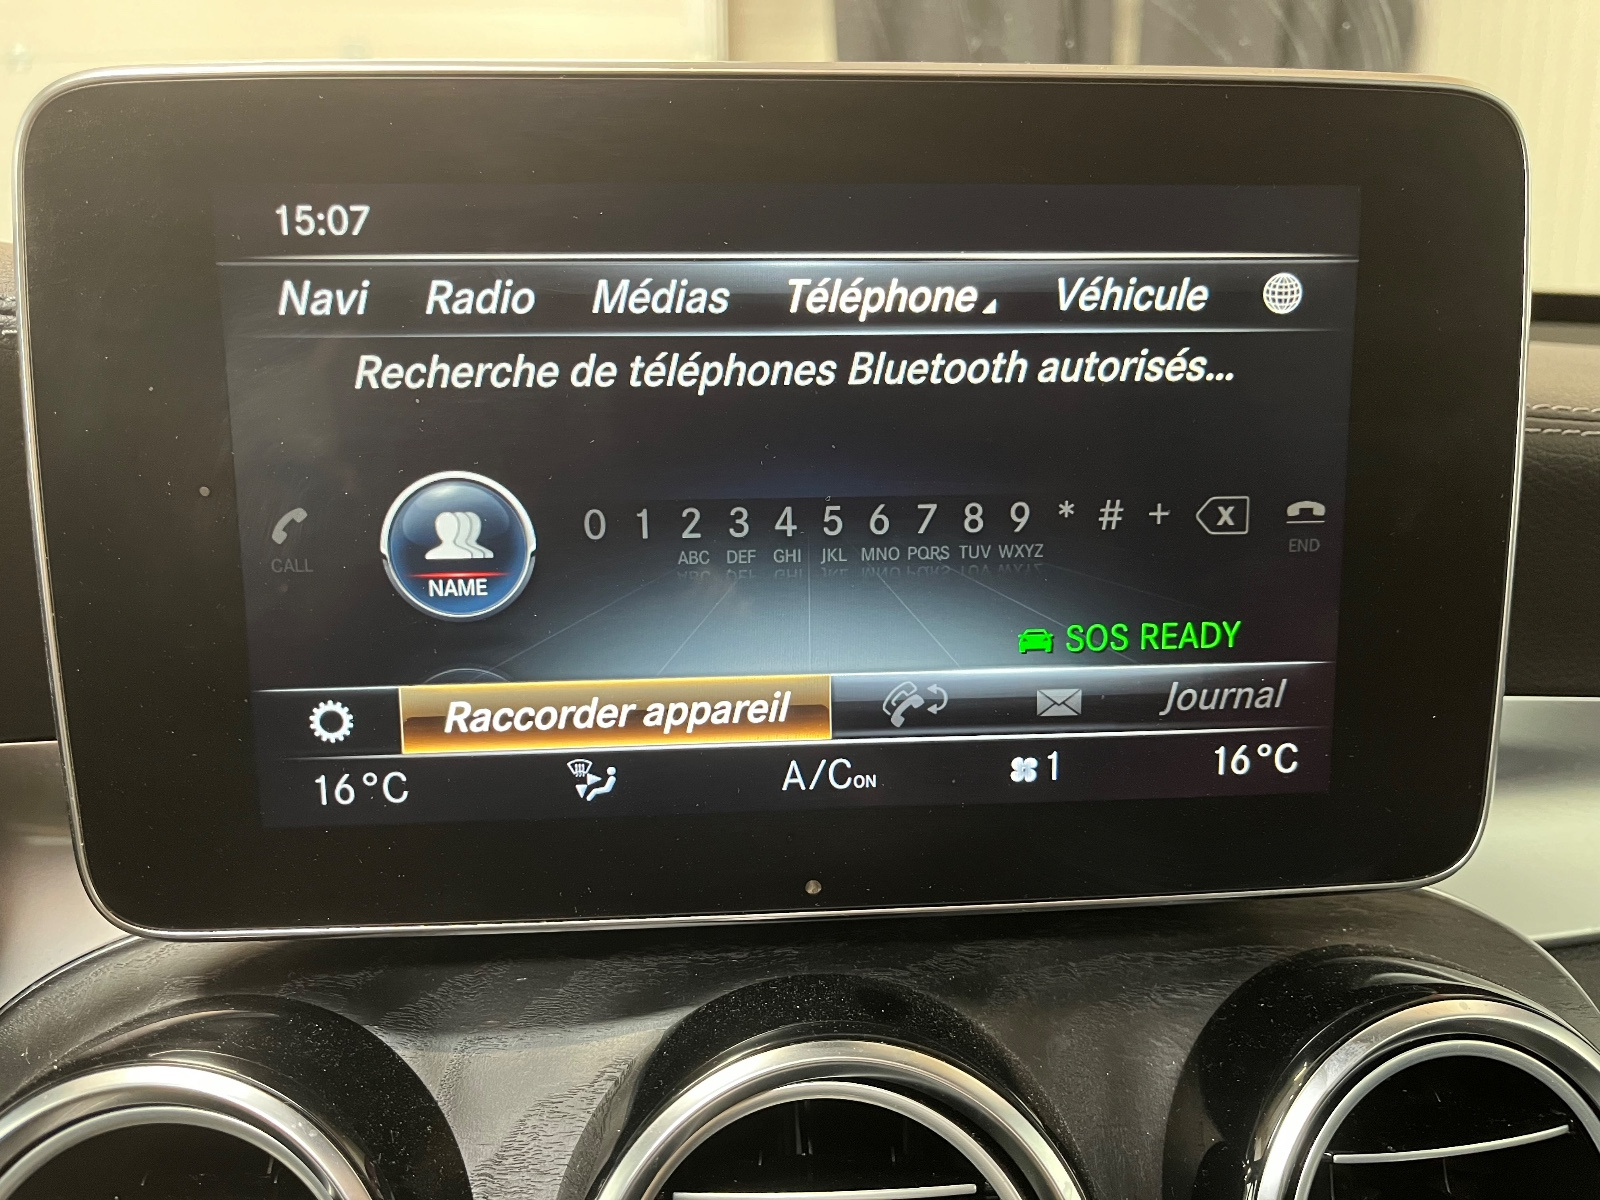 15:07
Navi Radio Médias Téléphone Véhicule
Recherche de téléphones Bluetooth autorisés...
0 1 2 3 4 5 6 7 8 9 * # + X
ABC DEF GHI JKL MNO PQRS TUV WXYZ
CALL NAME END
SOS READY
Raccorder appareil Journal
16°C A/C ON 1 16°C